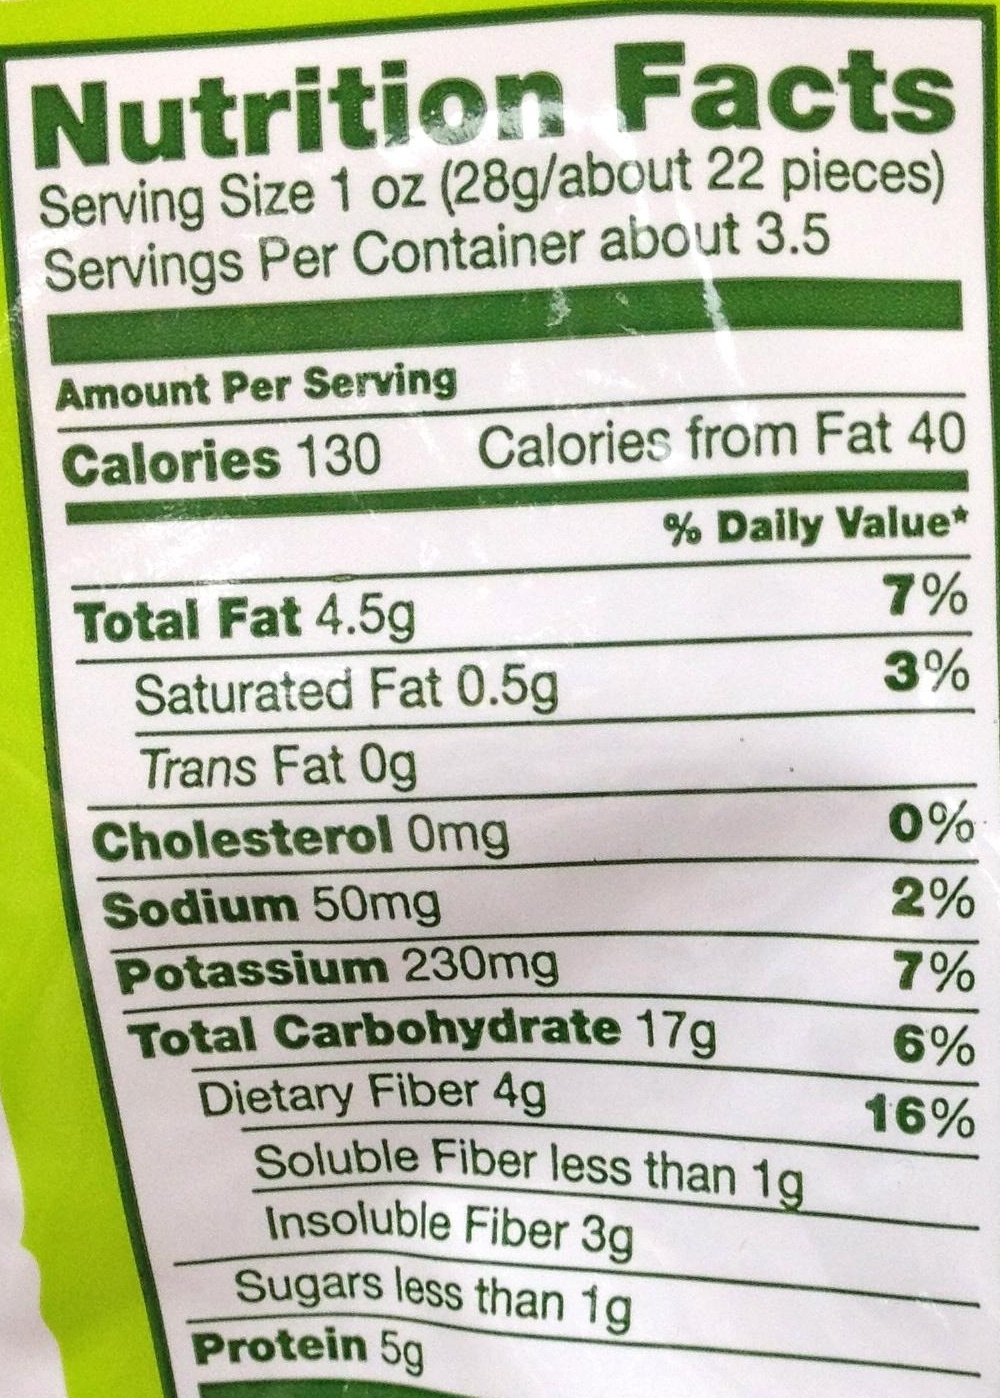 Nutrition Facts
Serving Size 1 oz (28g/about 22 pieces)
Servings Per Container about 3.5
Amount Per Serving
Calories 130 Calories from Fat 40
% Daily Value*
Total Fat 4.5g 7%
Saturated Fat 0.5g 3%
Trans Fat 0g
Cholesterol 0mg 0%
Sodium 50mg 2%
Potassium 230mg 7%
Total Carbohydrate 17g 6%
Dietary Fiber 4g 16%
Soluble Fiber less than 1g
Insoluble Fiber 3g
Sugars less than 1g
Protein 5g